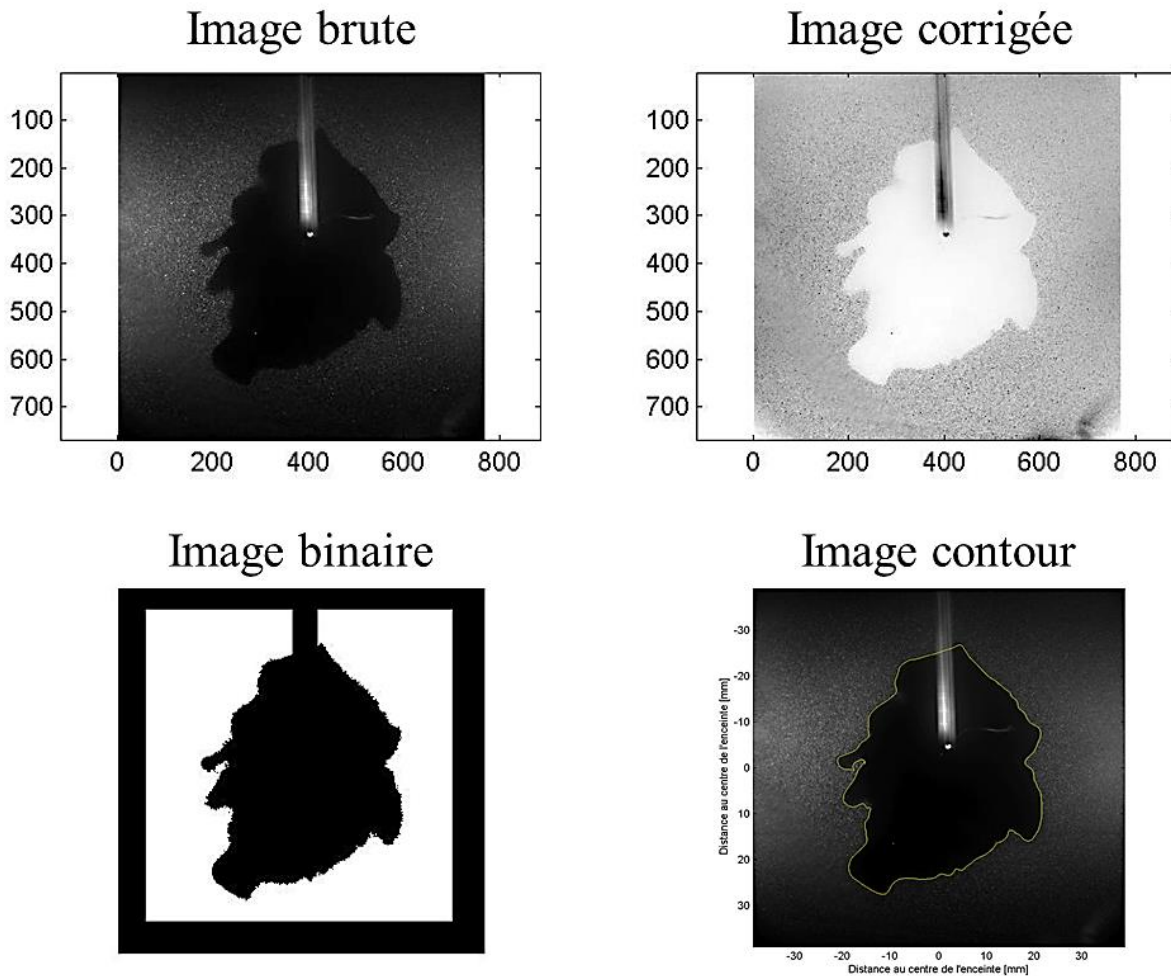 Image brute
100
200
300
400
500
600
700
0 200 400 600 800
Image corrigée
100
200
300
400
500
600
700
0 200 400 600 800
Image binaire
Image contour
Distance au centre de l'enceinte [mm]
-30
-20
-10
0
10
20
30
-30 -20 -10 0 10 20 30
Distance au centre de l'enceinte [mm]